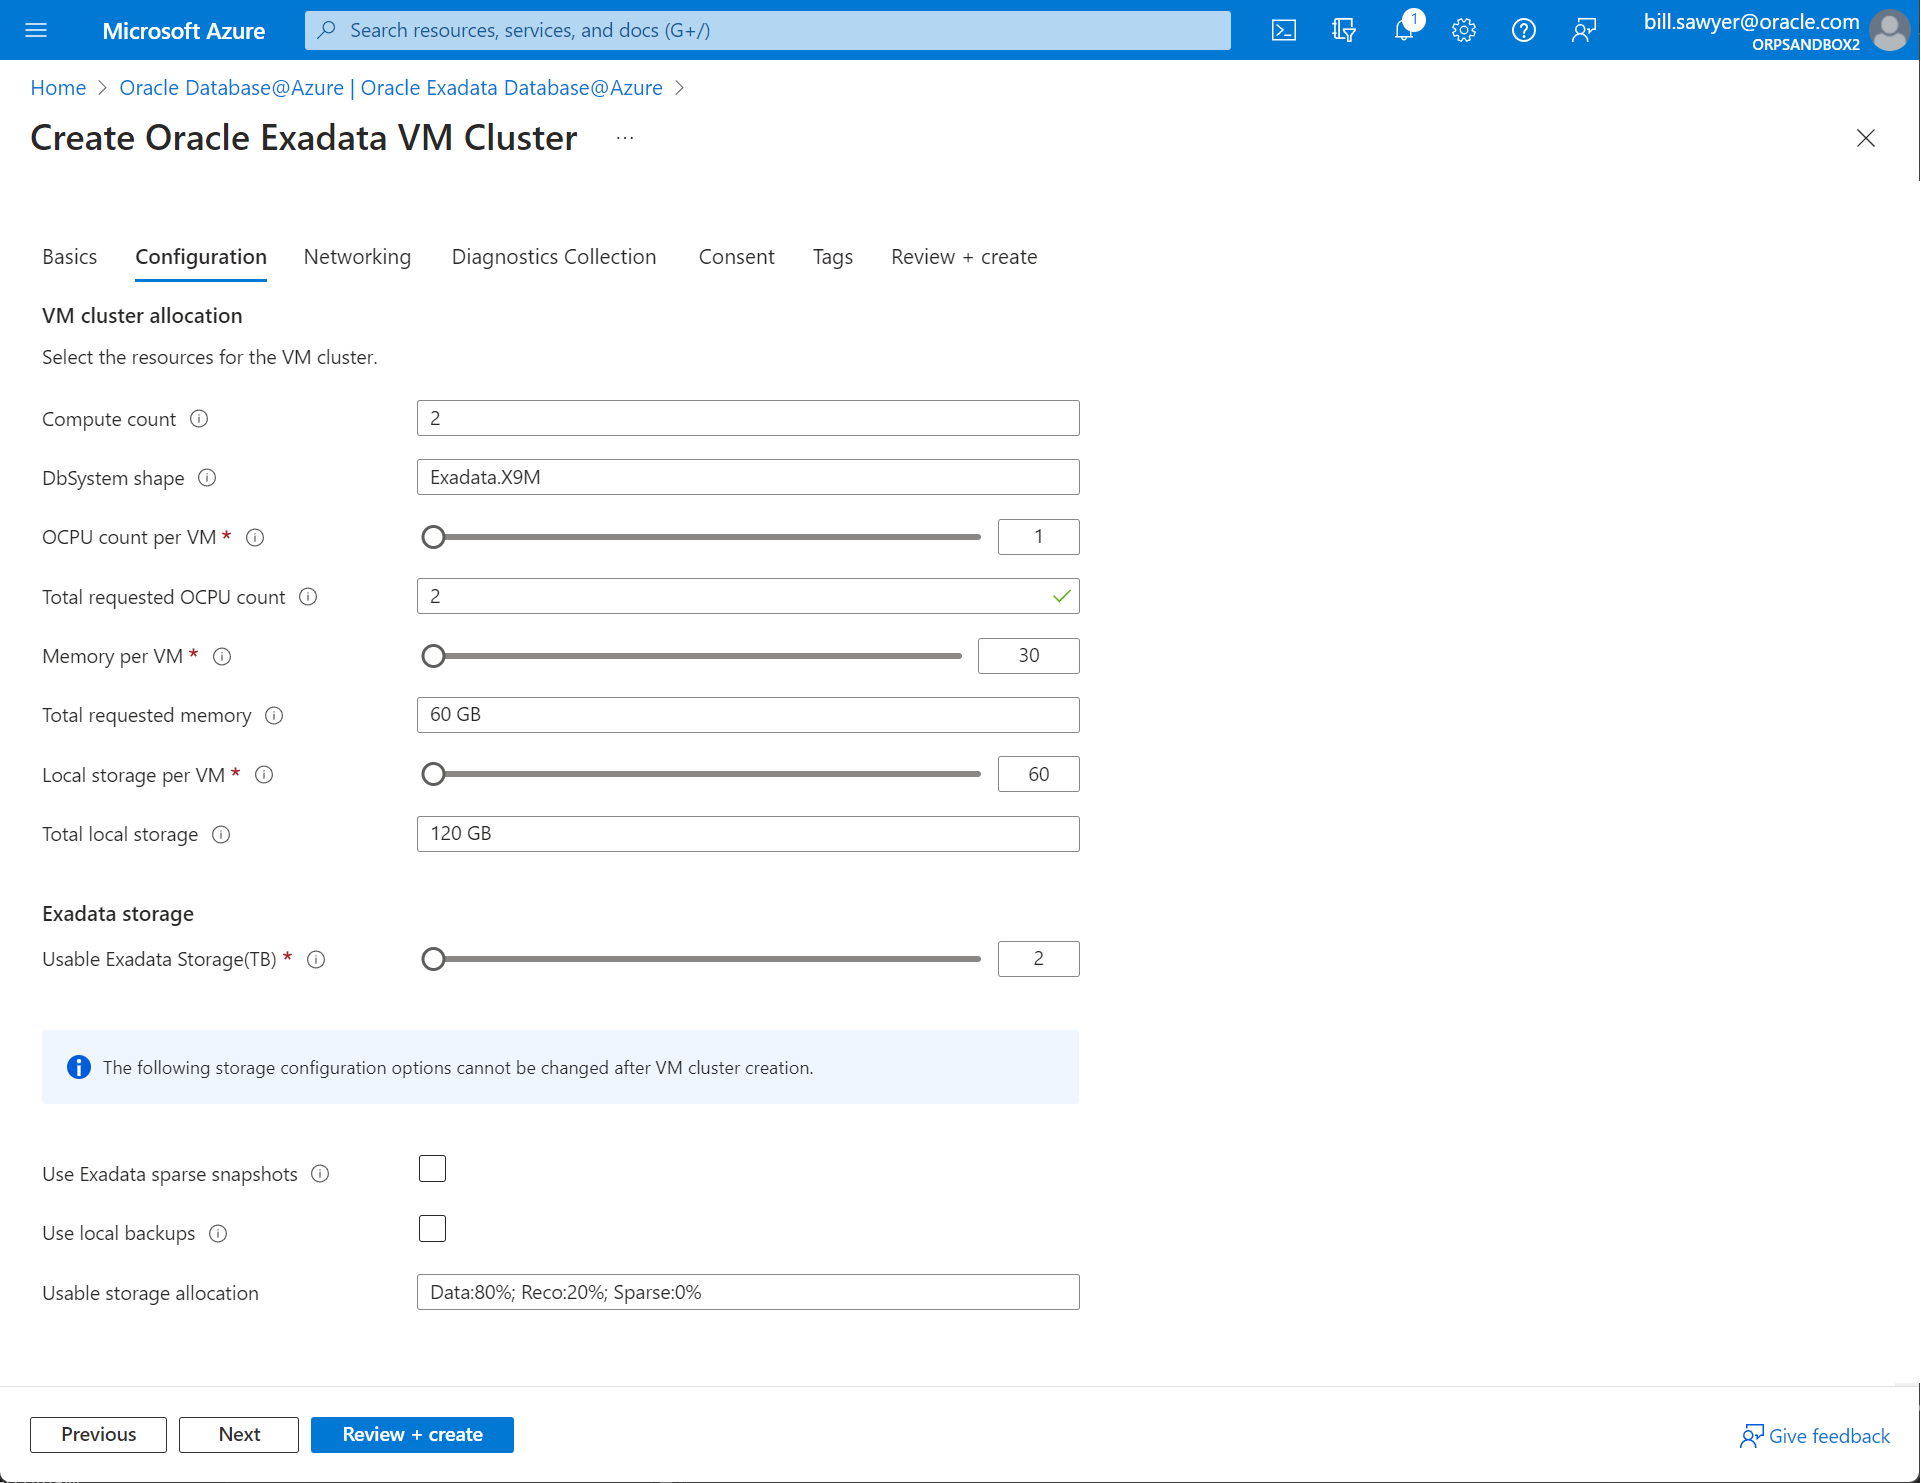 Microsoft Azure
Search resources, services, and docs (G+/)
1
bill.sawyer@oracle.com
ORPSANDBOX2
Home > Oracle Database@Azure | Oracle Exadata Database@Azure >
Create Oracle Exadata VM Cluster ...
Basics Configuration Networking Diagnostics Collection Consent Tags Review + create
VM cluster allocation
Select the resources for the VM cluster.
Compute count 2
DbSystem shape Exadata.X9M
OCPU count per VM * 1
Total requested OCPU count 2
Memory per VM * 30
Total requested memory 60 GB
Local storage per VM * 60
Total local storage 120 GB
Exadata storage
Usable Exadata Storage(TB) * 2
The following storage configuration options cannot be changed after VM cluster creation.
Use Exadata sparse snapshots
Use local backups
Usable storage allocation Data:80%; Reco:20%; Sparse:0%
Previous Next Review + create Give feedback